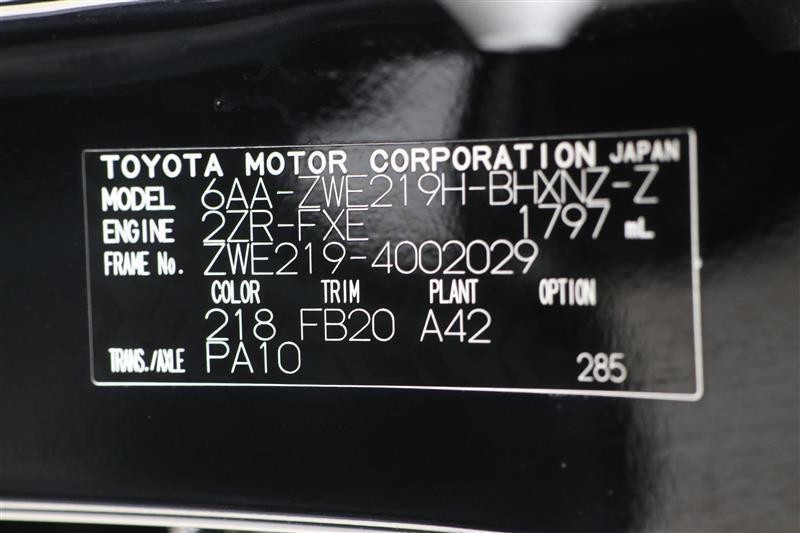 TOYOTA MOTOR CORPORATION JAPAN
MODEL 6AA-ZWE219H-BHXNZ-Z
ENGINE 2ZR-FXE 1797 mL
FRAME No. ZWE219-4002029
COLOR TRIM PLANT OPTION
218 FB20 A42
TRANS./AXLE PA10 285